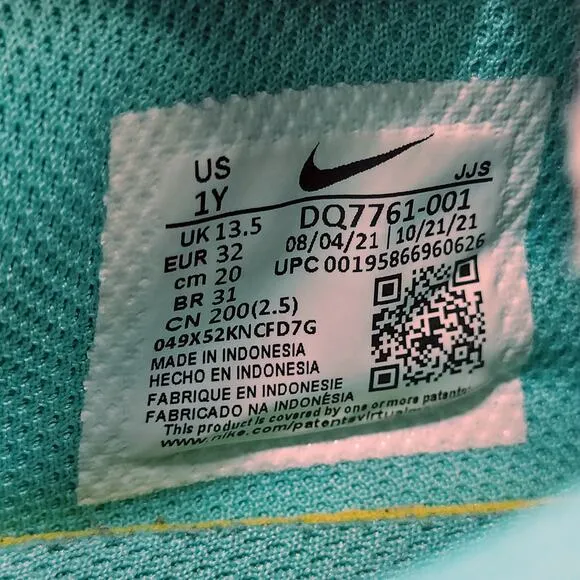 US
1Y
JJS
UK 13.5
EUR 32
cm 20
BR 31
CN 200(2.5)
DQ7761-001
08/04/21 | 10/21/21
UPC 00195866960626
049X52KNCFD7G
MADE IN INDONESIA
HECHO EN INDONESIA
FABRIQUE EN INDONESIE
FABRICADO NA INDONÉSIA
This product is covered by one or more patents
www.nike.com/patents